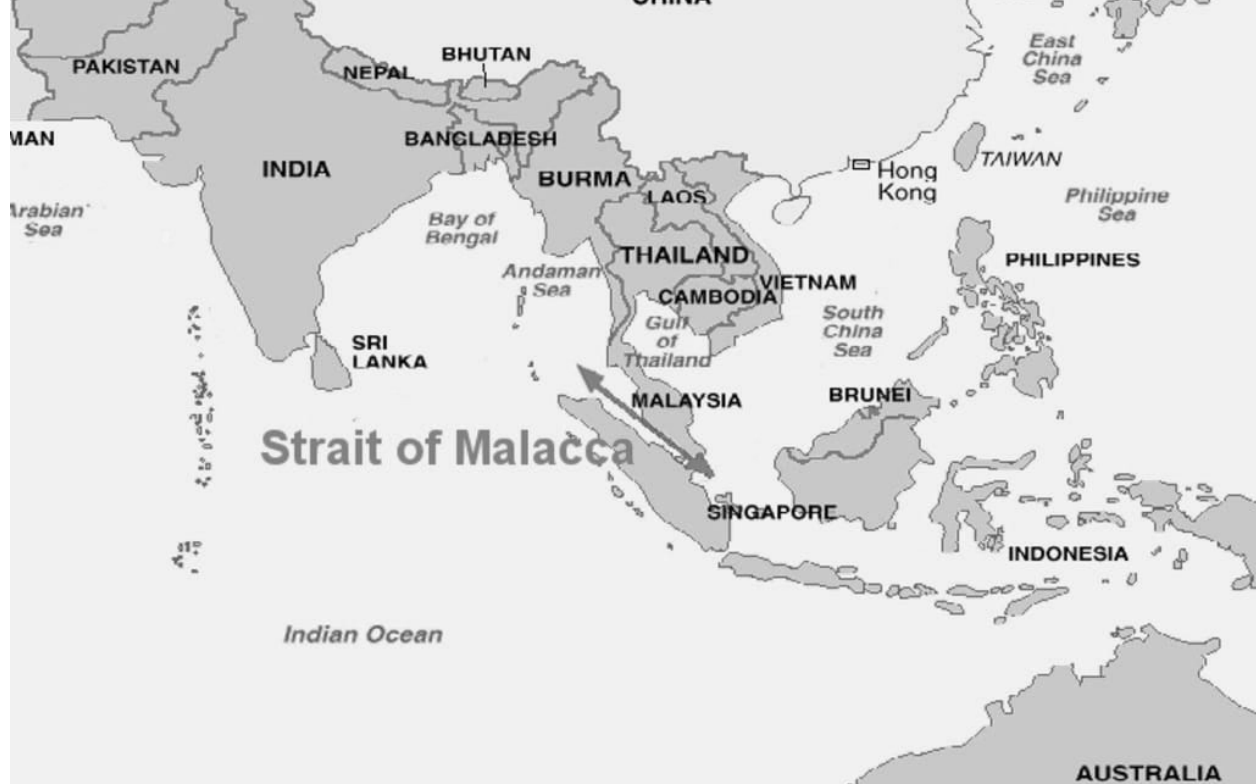 CHINA
PAKISTAN
NEPAL
BHUTAN
East
China
Sea
MAN
BANGLADESH
INDIA
BURMA
LAOS
Hong
Kong
TAIWAN
Arabian
Sea
Bay of
Bengal
Philippine
Sea
THAILAND
PHILIPPINES
Andaman
Sea
CAMBODIA
VIETNAM
Gulf
of
Thailand
South
China
Sea
SRI
LANKA
MALAYSIA
BRUNEI
Strait of Malacca
SINGAPORE
INDONESIA
Indian Ocean
AUSTRALIA